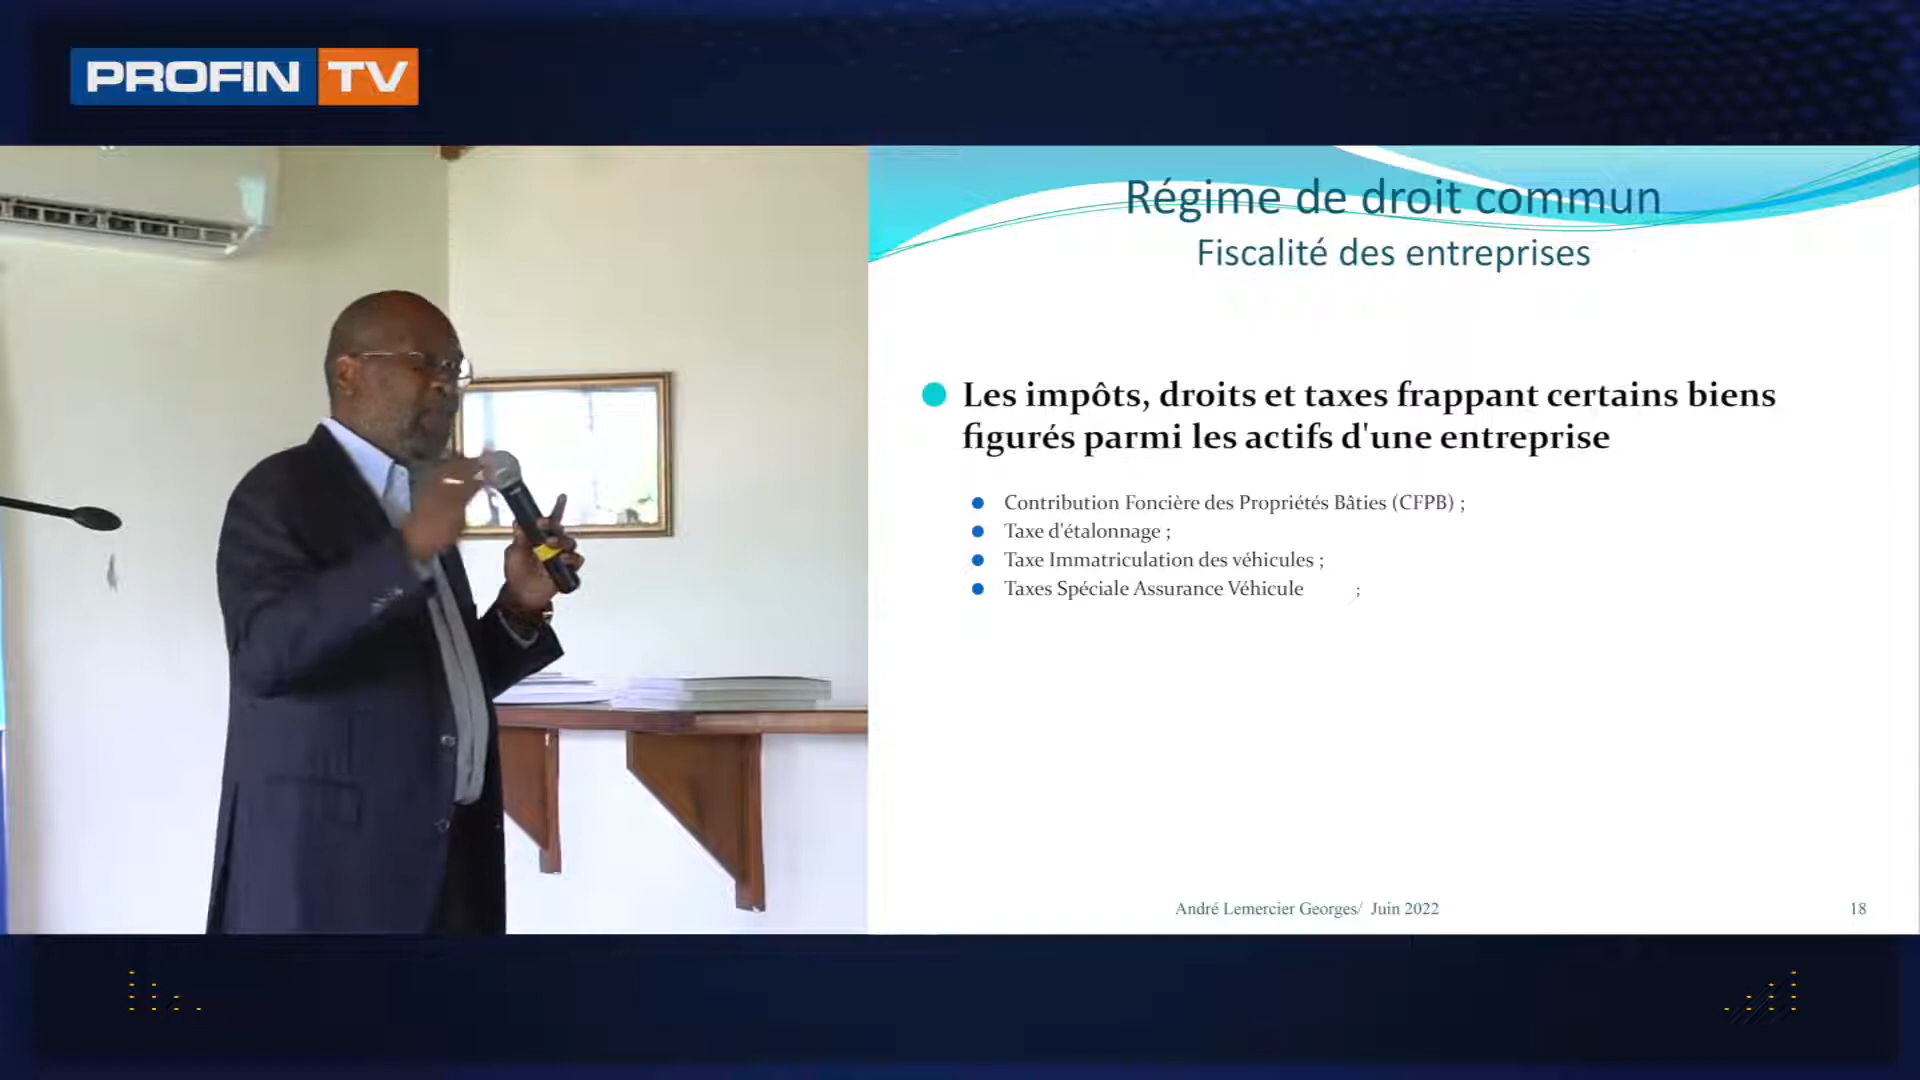 PROFIN TV
Régime de droit commun
Fiscalité des entreprises
Les impôts, droits et taxes frappant certains biens
figurés parmi les actifs d'une entreprise
Contribution Foncière des Propriétés Bâties (CFPB) ;
Taxe d'étalonnage ;
Taxe Immatriculation des véhicules ;
Taxes Spéciale Assurance Véhicule ;
André Lemercier Georges/ Juin 2022
18